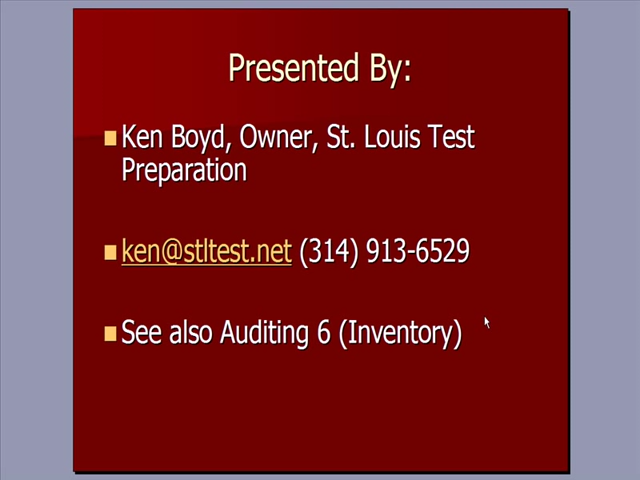 Presented By:
Ken Boyd, Owner, St. Louis Test
Preparation
ken@stltest.net (314) 913-6529
See also Auditing 6 (Inventory)